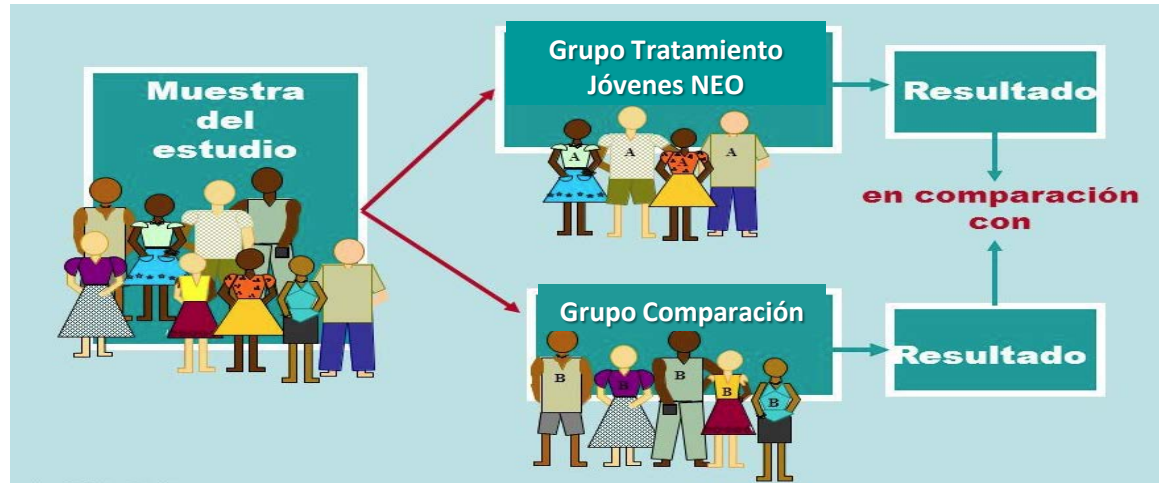 Muestra
del
estudio
Grupo Tratamiento
Jóvenes NEO
A
A
A
A
Resultado
en comparación
con
Grupo Comparación
B
B
B
B
B
Resultado